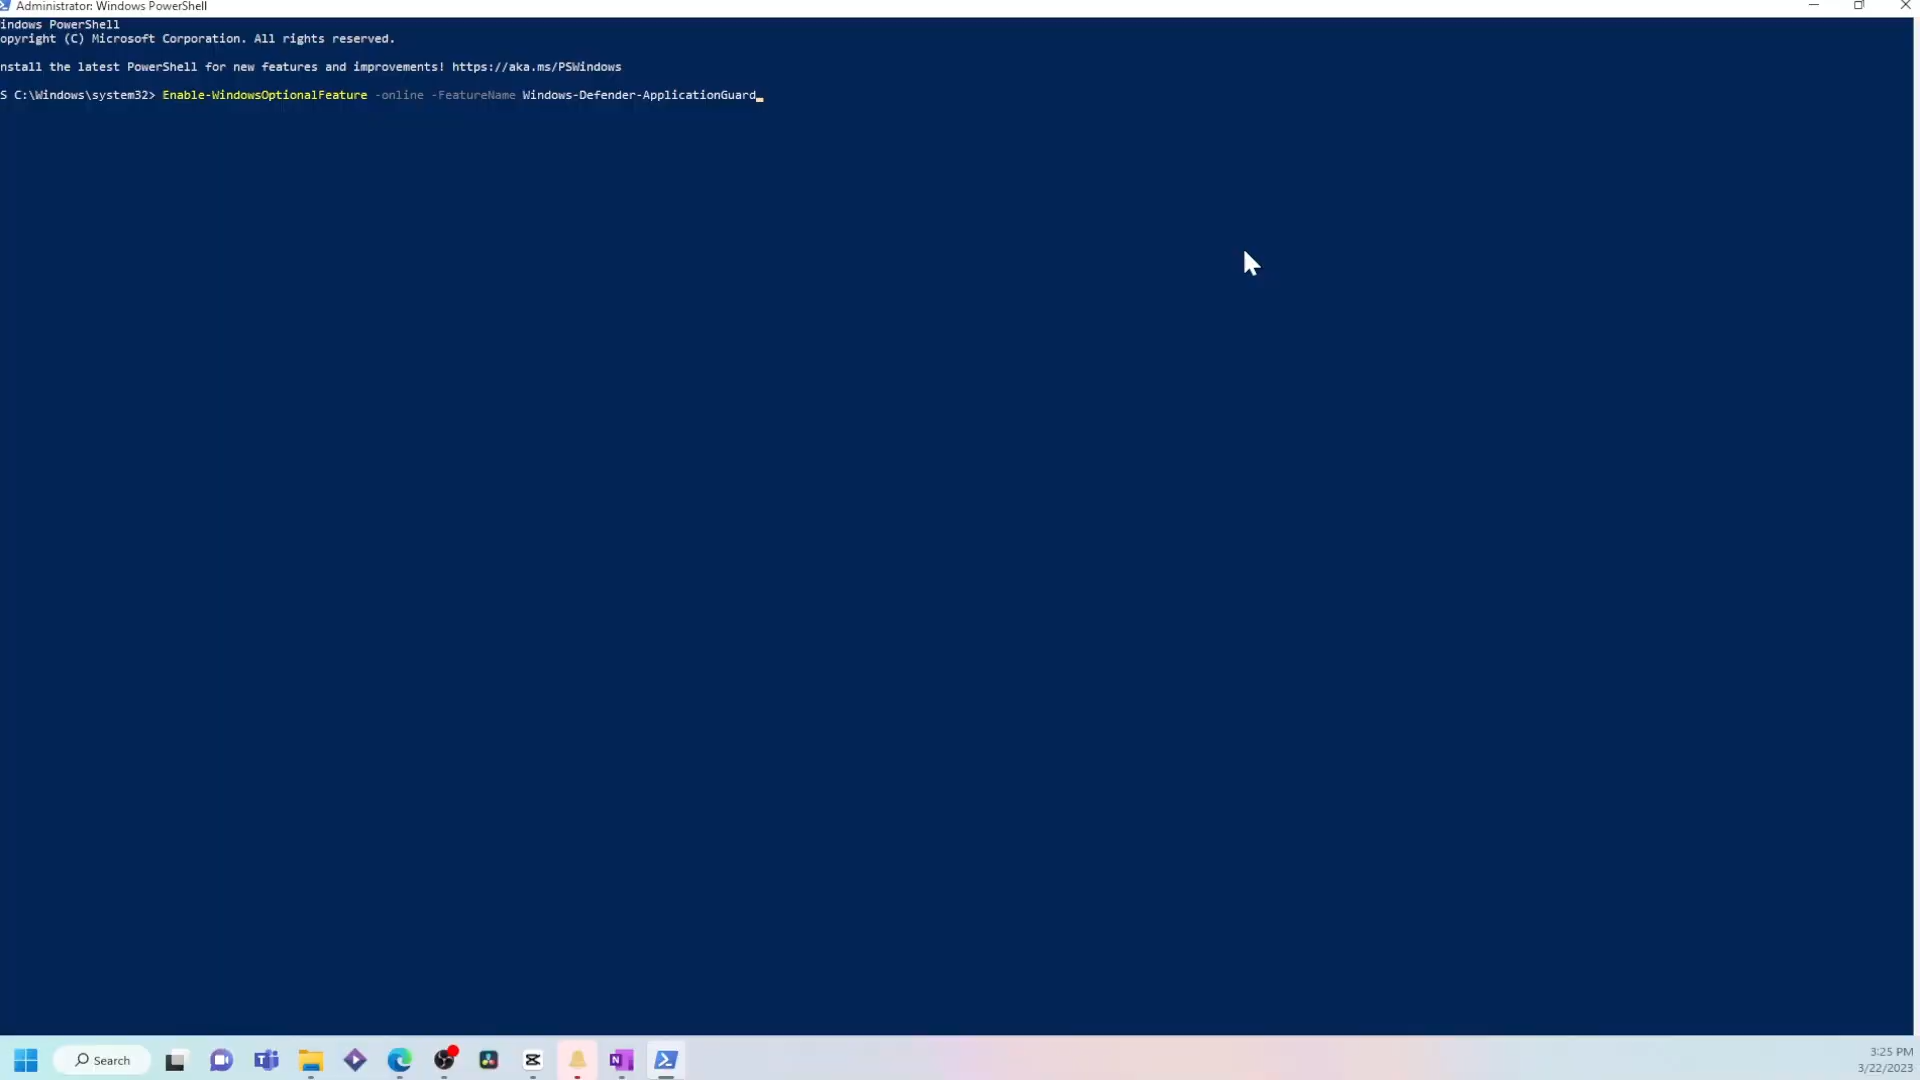 Administrator: Windows PowerShell
indows PowerShell
opyright (C) Microsoft Corporation. All rights reserved.
nstall the latest PowerShell for new features and improvements! https://aka.ms/PSWindows
S C:\Windows\system32> Enable-WindowsOptionalFeature -online -FeatureName Windows-Defender-ApplicationGuard_
Search
3:25 PM
3/22/2023